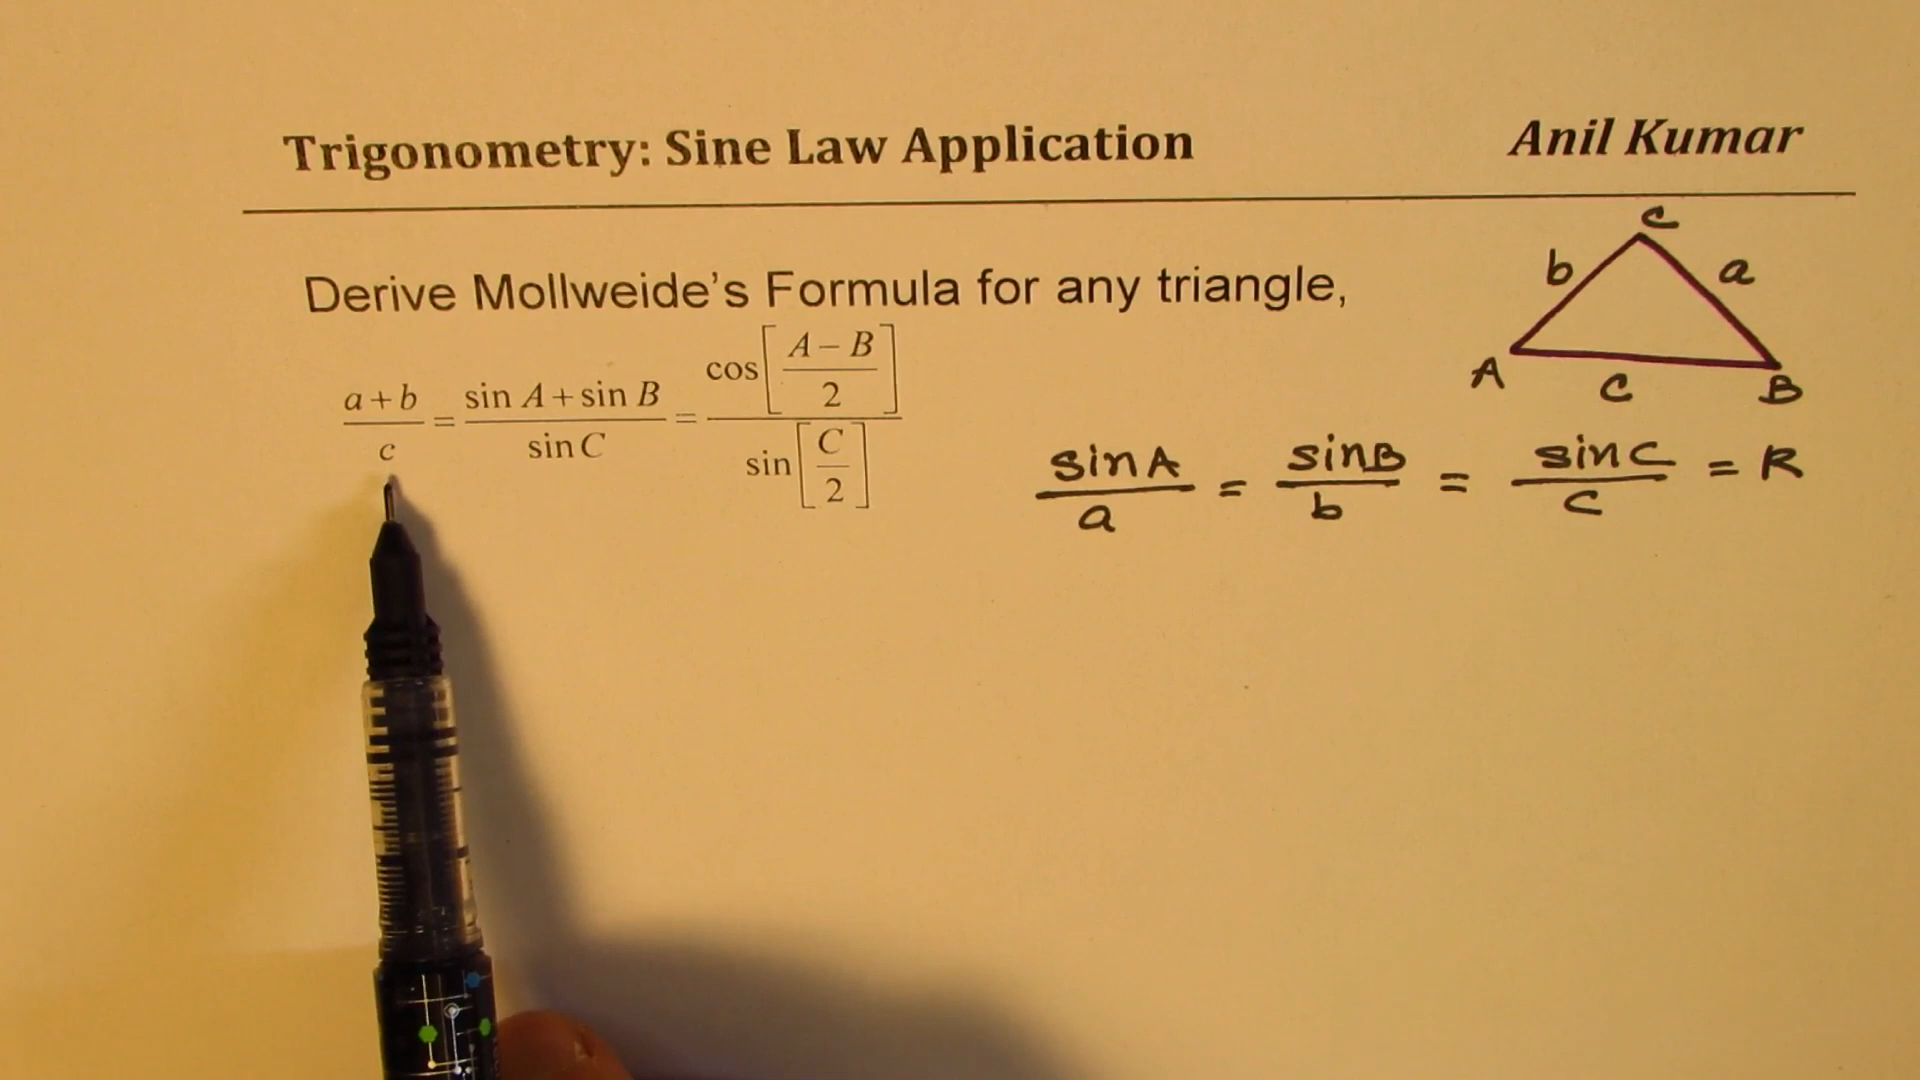 Trigonometry: Sine Law Application Anil Kumar
Derive Mollweide's Formula for any triangle,
(a + b)/c = (sin A + sin B)/(sin C) = cos[(A − B)/2]/sin[C/2]
C
b a
A c B
sinA/a = sinB/b = sinC/c = R